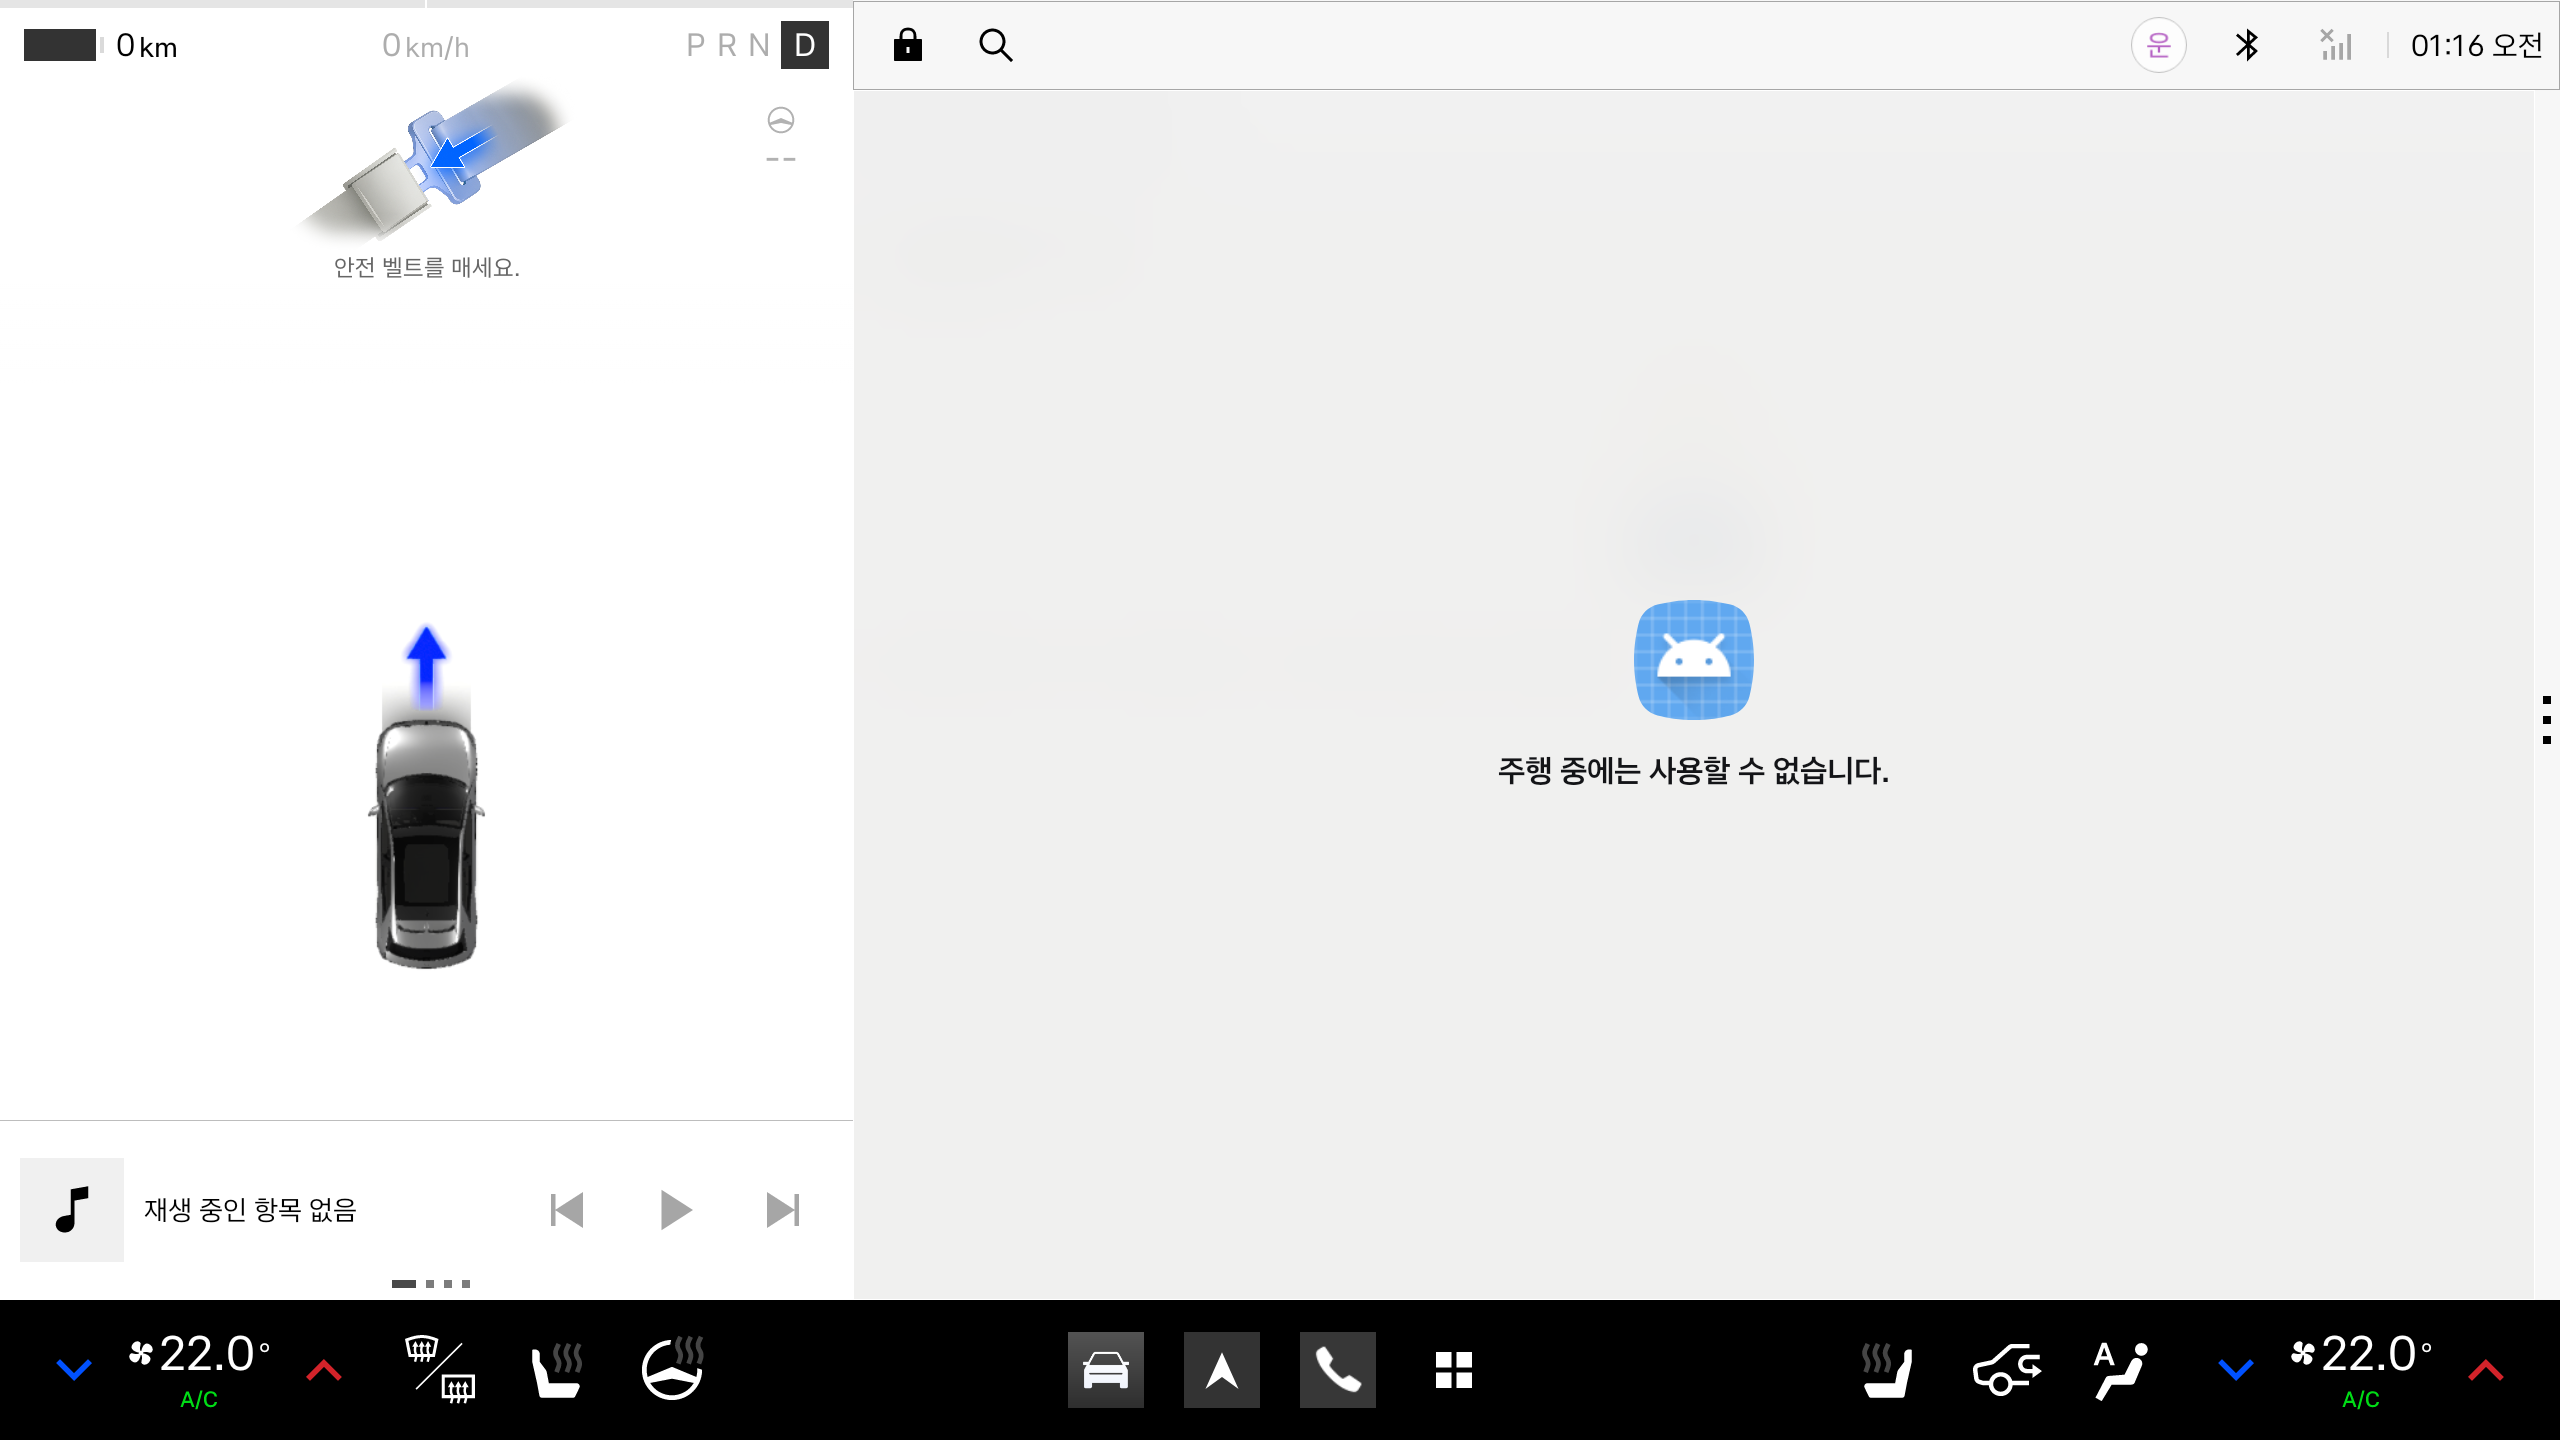 0 km
0 km/h
P R N D
--
안전 벨트를 매세요.
운
01:16 오전
주행 중에는 사용할 수 없습니다.
재생 중인 항목 없음
22.0°
A/C
A
22.0°
A/C